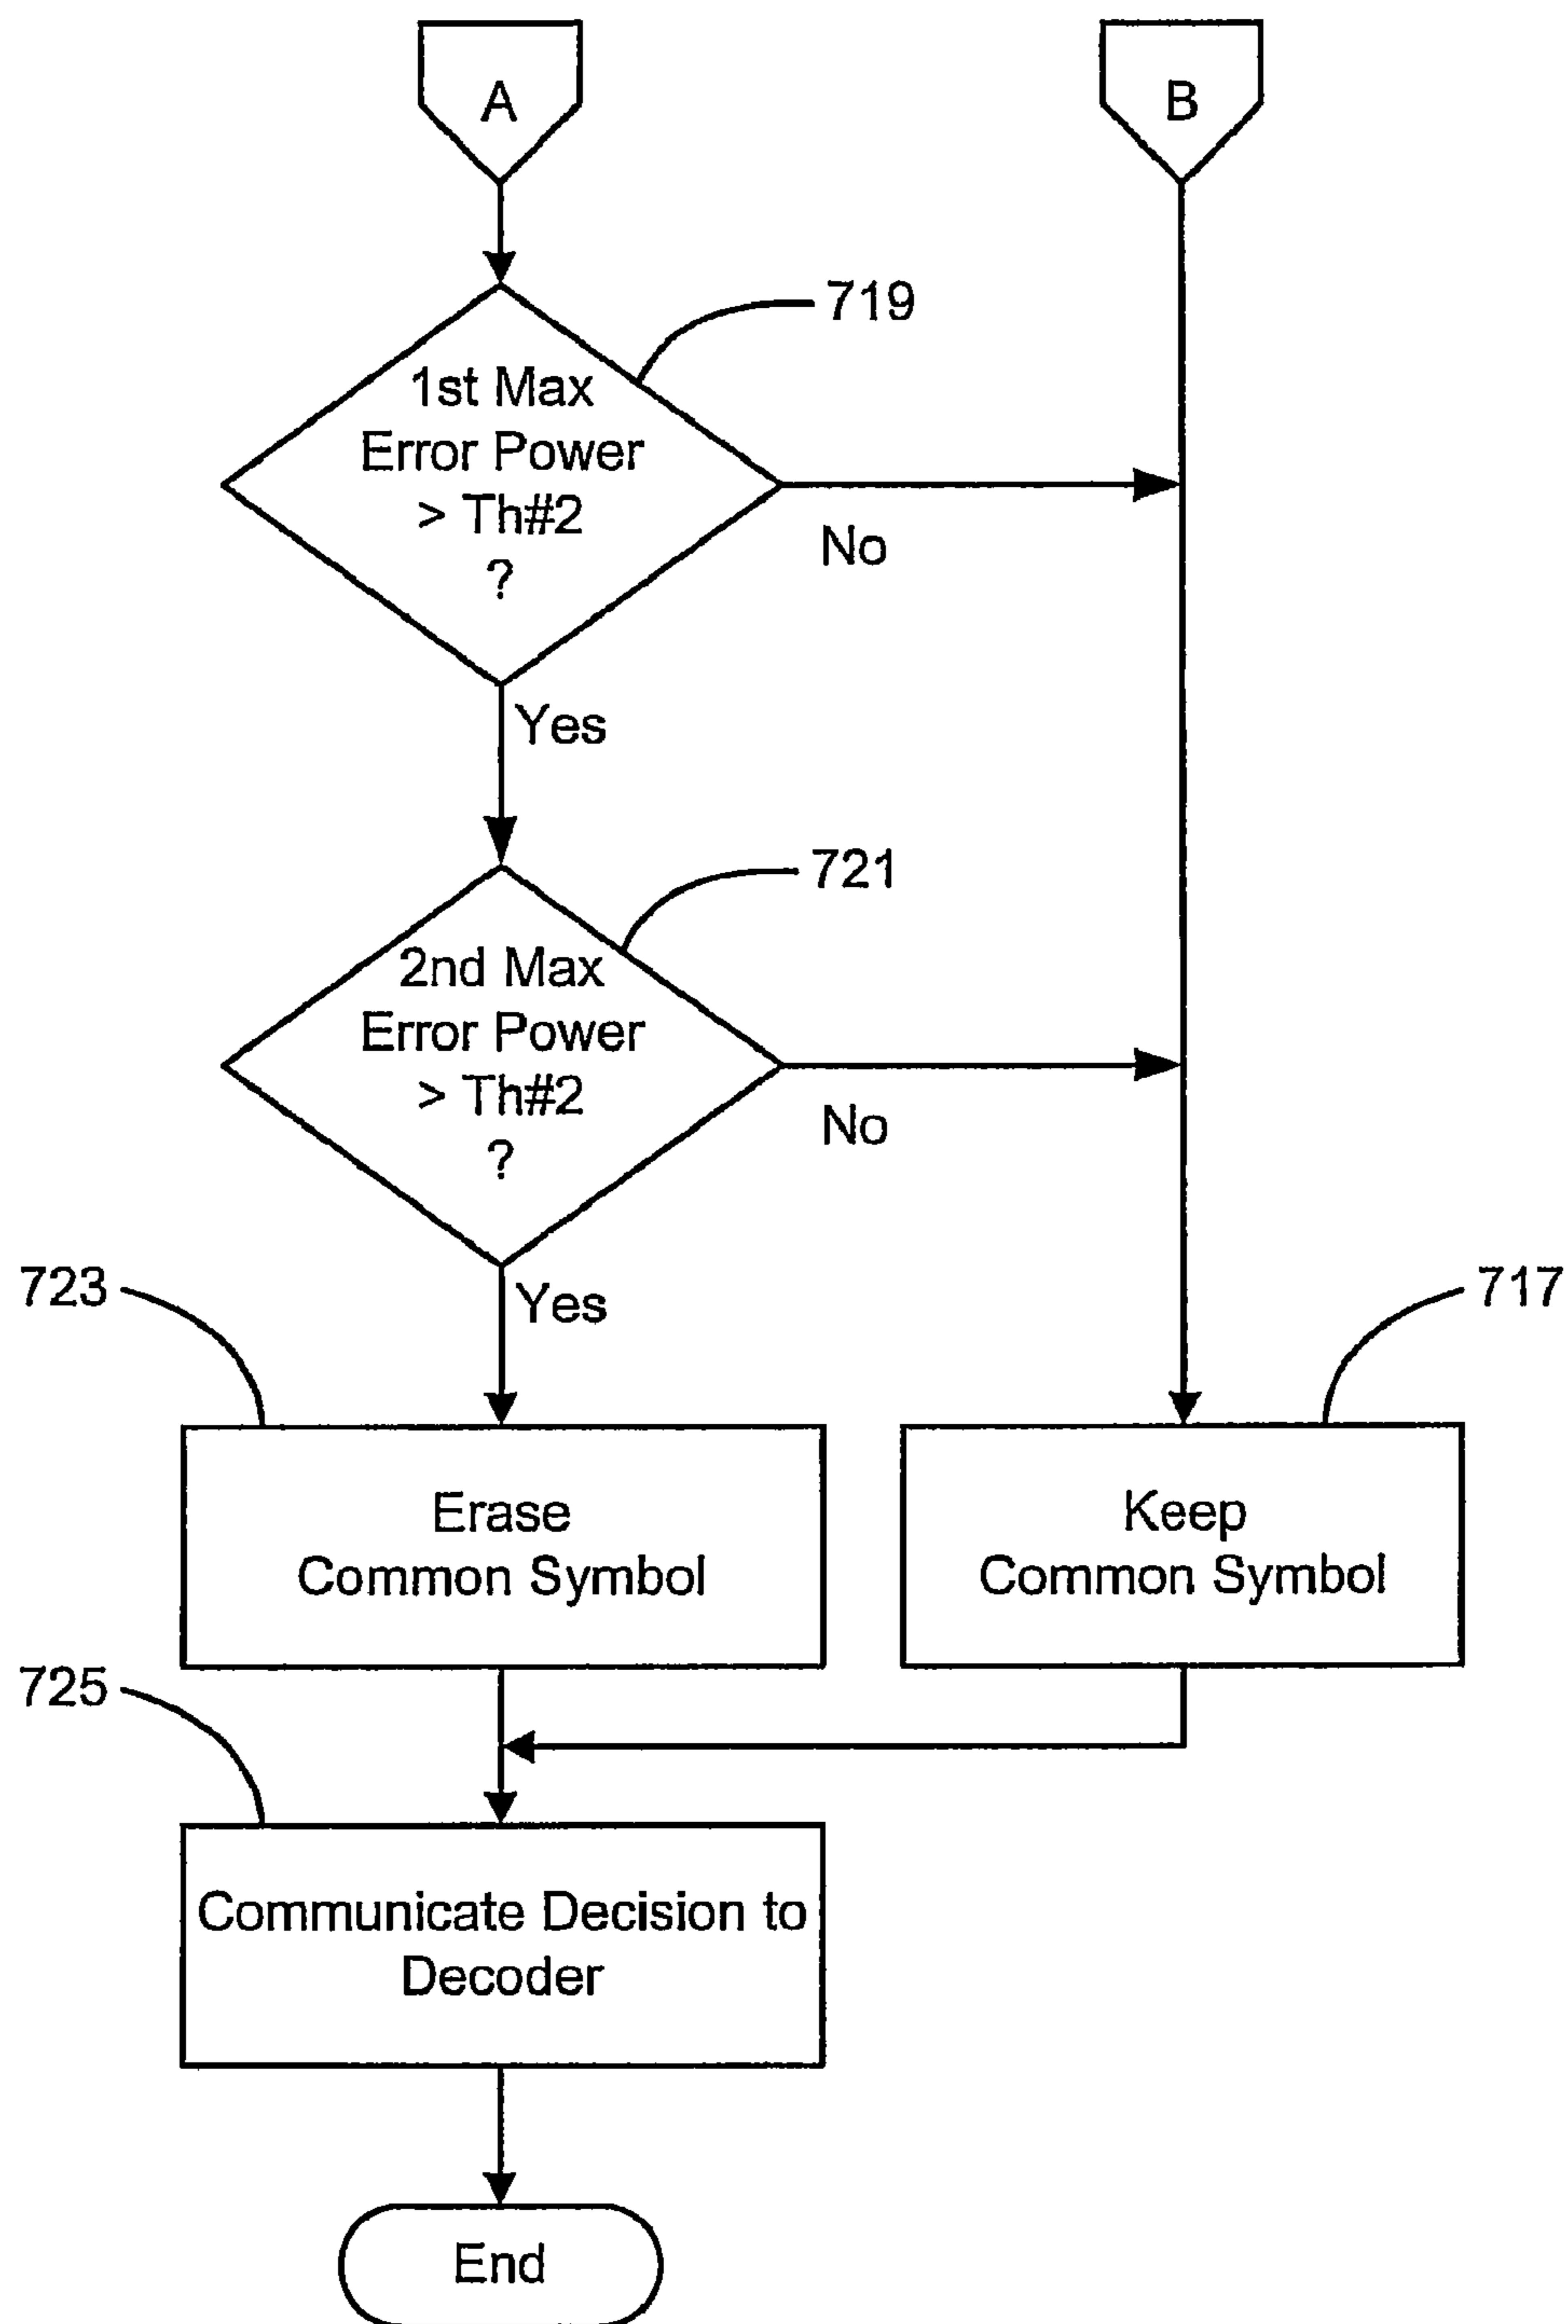 A
B
719
1st Max
Error Power
> Th#2
?
No
Yes
721
2nd Max
Error Power
> Th#2
?
No
Yes
723
717
Erase
Common Symbol
Keep
Common Symbol
725
Communicate Decision to
Decoder
End